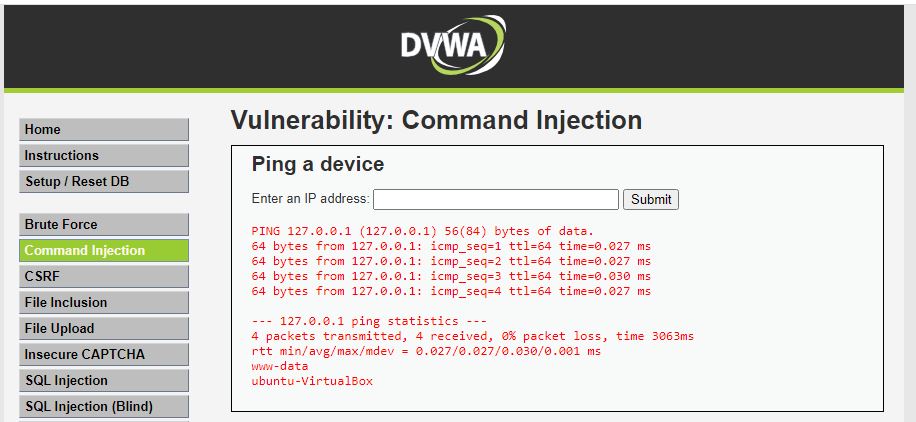 DVWA
Home
Instructions
Setup / Reset DB
Brute Force
Command Injection
CSRF
File Inclusion
File Upload
Insecure CAPTCHA
SQL Injection
SQL Injection (Blind)
Vulnerability: Command Injection
Ping a device
Enter an IP address: Submit
PING 127.0.0.1 (127.0.0.1) 56(84) bytes of data.
64 bytes from 127.0.0.1: icmp_seq=1 ttl=64 time=0.027 ms
64 bytes from 127.0.0.1: icmp_seq=2 ttl=64 time=0.027 ms
64 bytes from 127.0.0.1: icmp_seq=3 ttl=64 time=0.030 ms
64 bytes from 127.0.0.1: icmp_seq=4 ttl=64 time=0.027 ms
--- 127.0.0.1 ping statistics ---
4 packets transmitted, 4 received, 0% packet loss, time 3063ms
rtt min/avg/max/mdev = 0.027/0.027/0.030/0.001 ms
www-data
ubuntu-VirtualBox